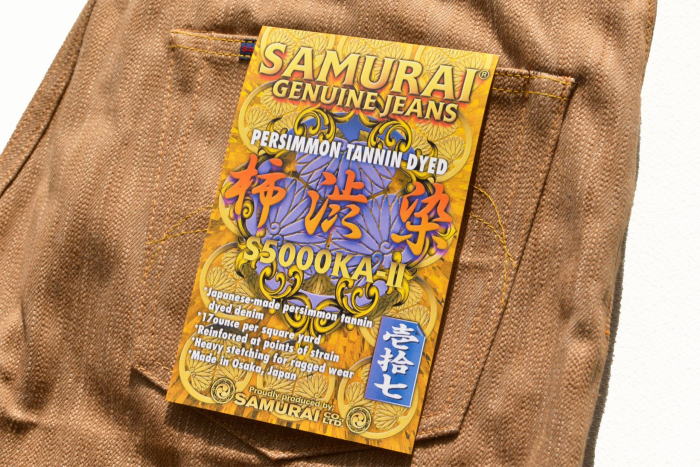 SAMURAI®
GENUINE JEANS
PERSIMMON TANNIN DYED
柿渋染
S5000KA-II
*Japanese-made persimmon tannin
dyed denim
*17ounce per square yard
*Reinforred at points of strain
*Heavy stretching for ragged wear
*Made in Osaka, Japan
壱拾七
Proudly produced by:
SAMURAI CO. LTD.